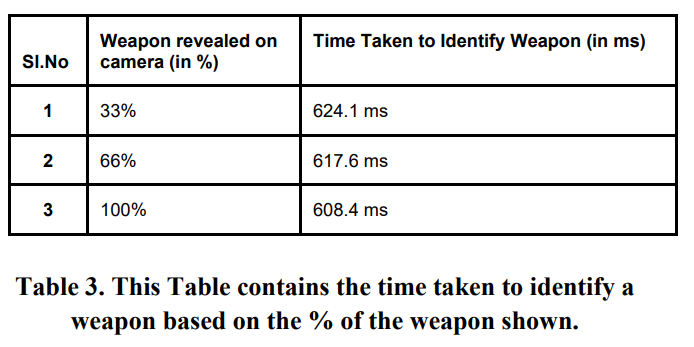 Sl.No Weapon revealed on camera (in %) Time Taken to Identify Weapon (in ms)
1 33% 624.1 ms
2 66% 617.6 ms
3 100% 608.4 ms
Table 3. This Table contains the time taken to identify a
weapon based on the % of the weapon shown.